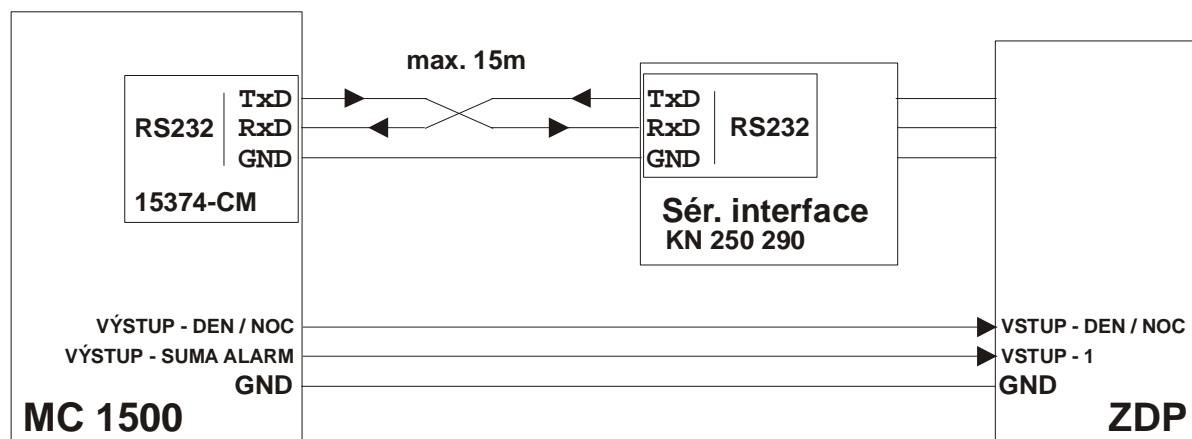 max. 15m
TxD
RS232 RxD
GND
15374-CM
TxD
RxD RS232
GND
Sér. interface
KN 250 290
VÝSTUP - DEN / NOC
VSTUP - DEN / NOC
VÝSTUP - SUMA ALARM
VSTUP - 1
GND
GND
MC 1500
ZDP